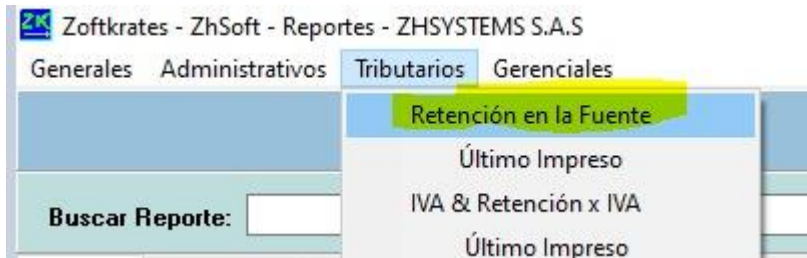 ZK Zoftkrates - ZhSoft - Reportes - ZHSYSTEMS S.A.S
Generales Administrativos Tributarios Gerenciales
Retención en la Fuente
Último Impreso
IVA & Retención x IVA
Buscar Reporte:
Último Impreso